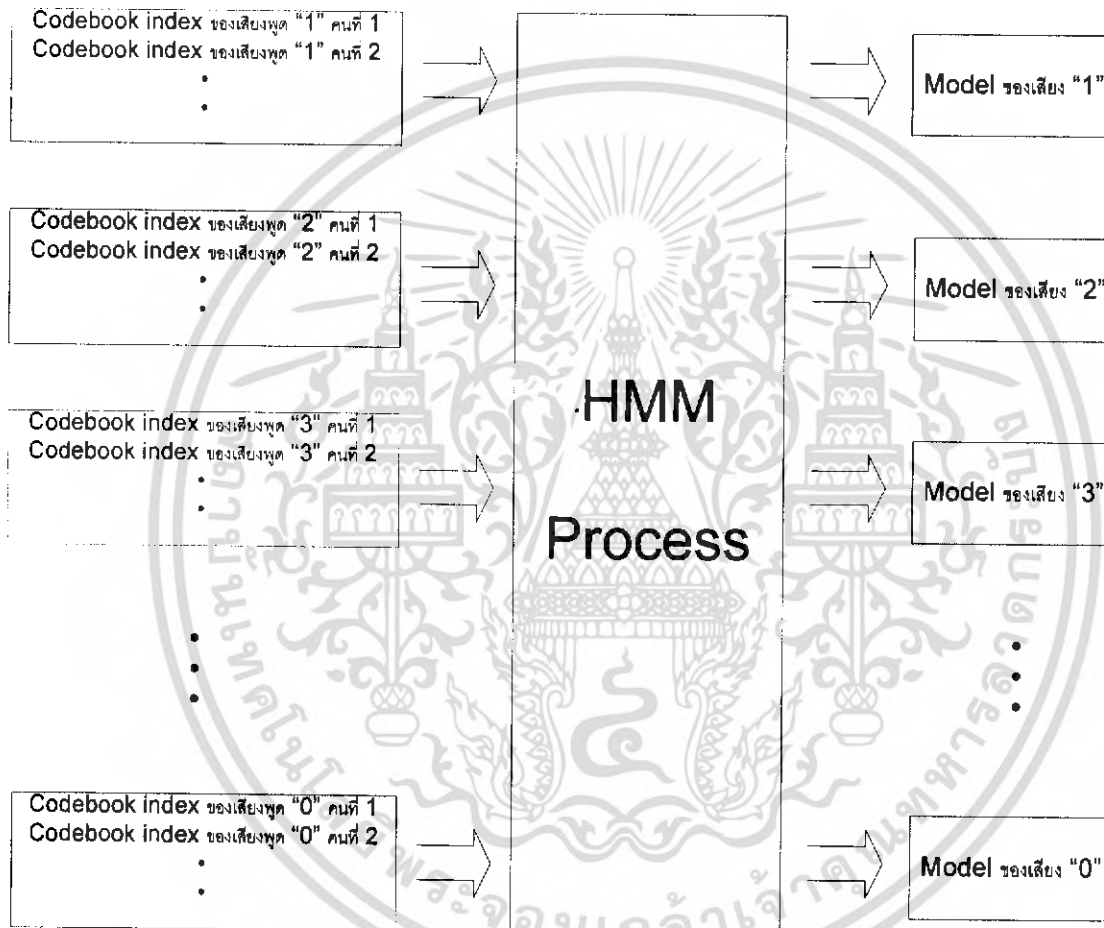 Codebook index ของเสียงพูด "1" คนที่ 1
Codebook index ของเสียงพูด "1" คนที่ 2
Model ของเสียง "1"
Codebook index ของเสียงพูด "2" คนที่ 1
Codebook index ของเสียงพูด "2" คนที่ 2
Model ของเสียง "2"
HMM
Process
Codebook index ของเสียงพูด "3" คนที่ 1
Codebook index ของเสียงพูด "3" คนที่ 2
Model ของเสียง "3"
Codebook index ของเสียงพูด "0" คนที่ 1
Codebook index ของเสียงพูด "0" คนที่ 2
Model ของเสียง "0"